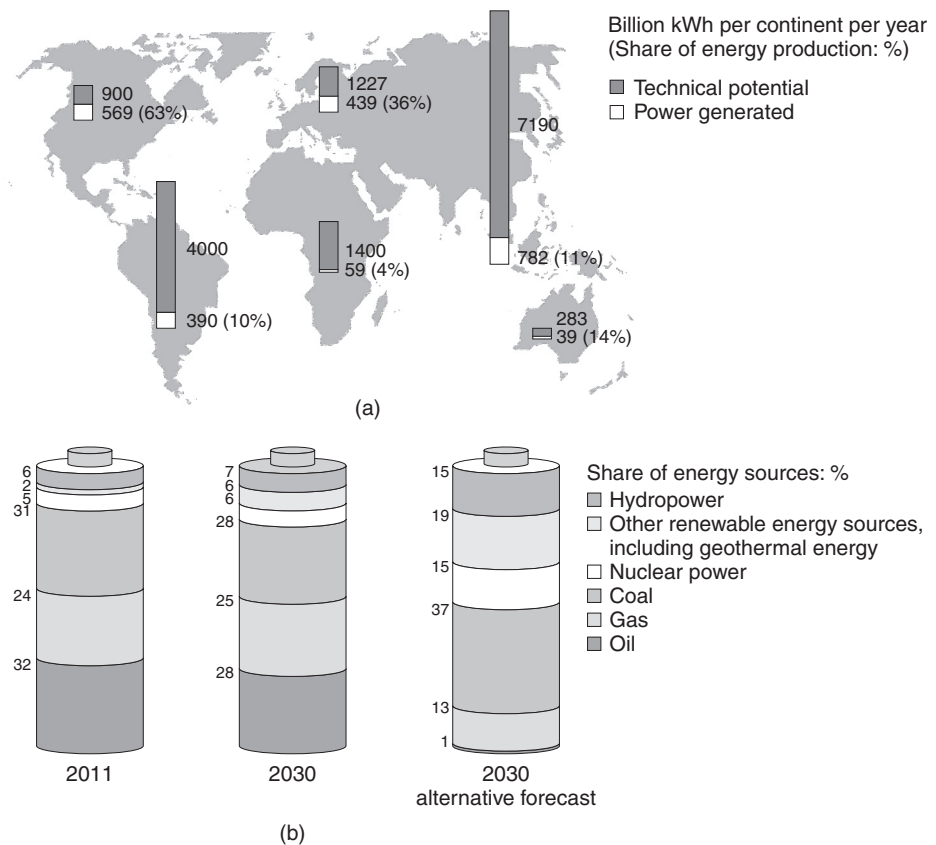 Billion kWh per continent per year
(Share of energy production: %)
Technical potential
Power generated
900
569 (63%)
1227
439 (36%)
7190
782 (11%)
4000
390 (10%)
1400
59 (4%)
283
39 (14%)
(a)
6
2
5
31
24
32
2011
7
6
6
28
25
28
2030
15
19
15
37
13
1
2030
alternative forecast
Share of energy sources: %
Hydropower
Other renewable energy sources,
including geothermal energy
Nuclear power
Coal
Gas
Oil
(b)